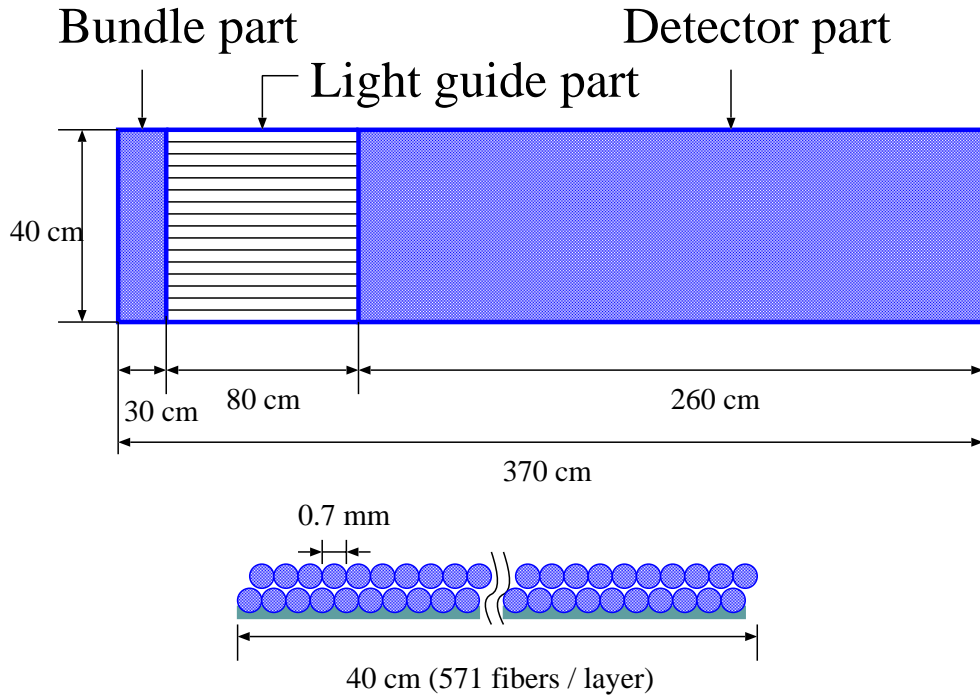 Bundle part
Detector part
Light guide part
40 cm
30 cm
80 cm
260 cm
370 cm
0.7 mm
40 cm (571 fibers / layer)